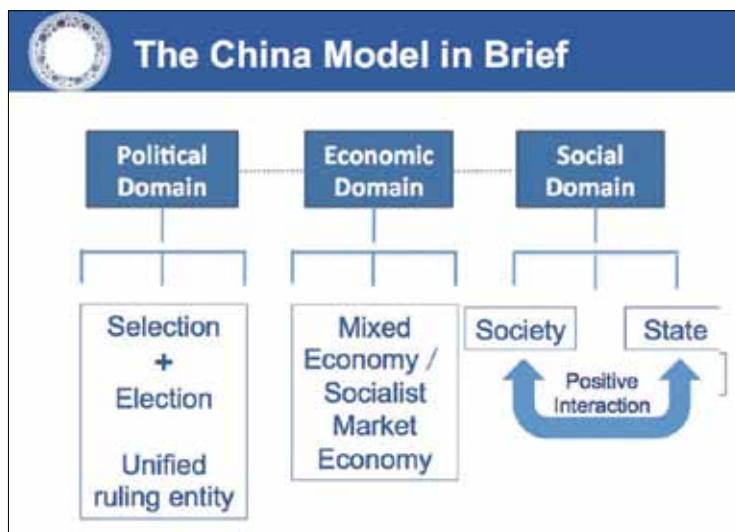 The China Model in Brief
Political
Domain
Economic
Domain
Social
Domain
Selection
+
Election
Unified
ruling entity
Mixed
Economy /
Socialist
Market
Economy
Society
State
Positive
Interaction